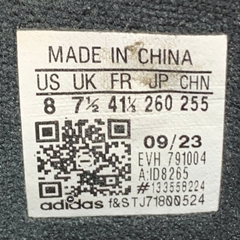 MADE IN CHINA
US UK FR JP CHN
8 7½ 41⅓ 260 255
09/23
EVH 791004
A:ID8265
#133558224
adidas f&STJ71800524